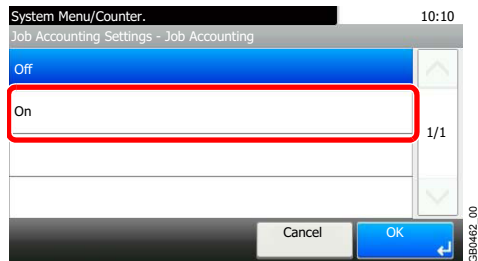 System Menu/Counter. 10:10
Job Accounting Settings - Job Accounting
Off
On
1/1
Cancel OK
GB0462_00